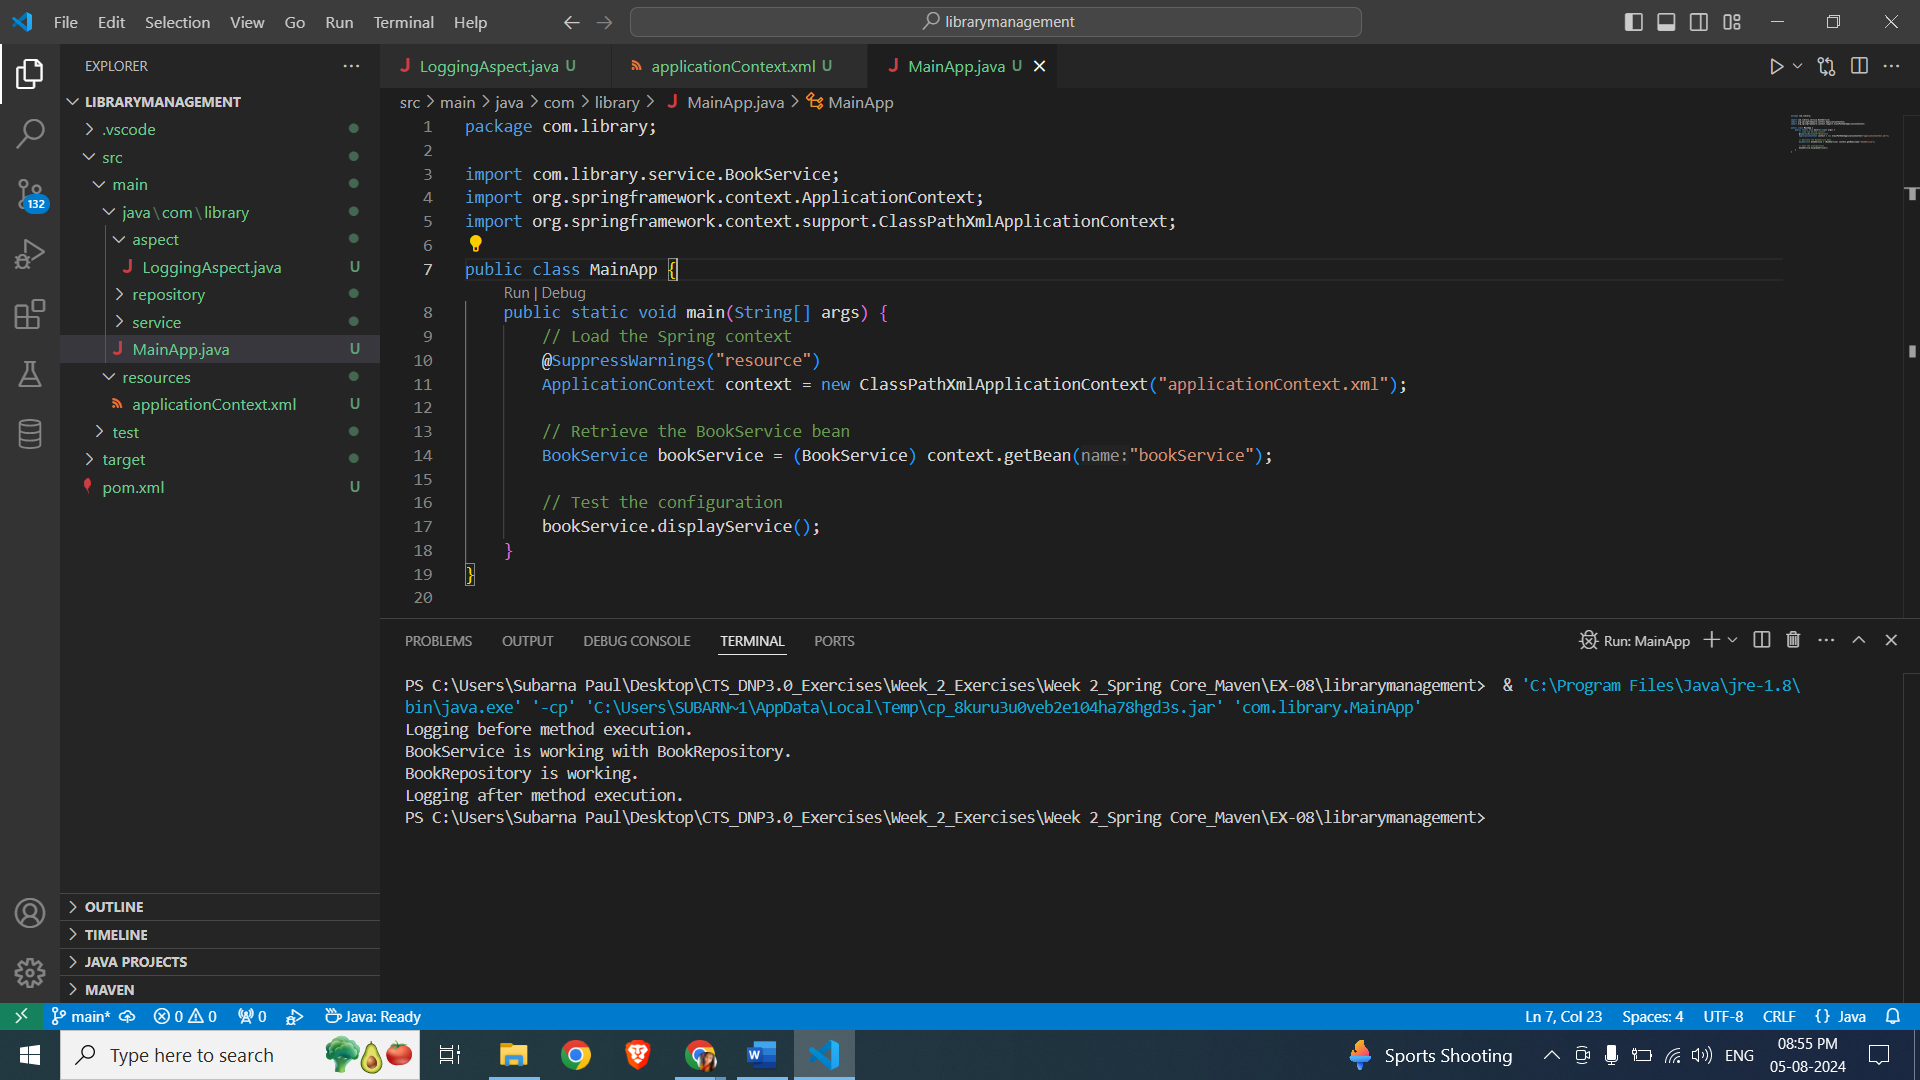 File Edit Selection View Go Run Terminal Help
librarymanagement
EXPLORER
LIBRARYMANAGEMENT
.vscode
src
main
java\com\library
aspect
LoggingAspect.java U
repository
service
MainApp.java U
resources
applicationContext.xml U
test
target
pom.xml U
132
OUTLINE
TIMELINE
JAVA PROJECTS
MAVEN
LoggingAspect.java U applicationContext.xml U MainApp.java U
src > main > java > com > library > MainApp.java > MainApp
1 package com.library;
2
3 import com.library.service.BookService;
4 import org.springframework.context.ApplicationContext;
5 import org.springframework.context.support.ClassPathXmlApplicationContext;
6
7 public class MainApp {
Run | Debug
8 public static void main(String[] args) {
9 // Load the Spring context
10 @SuppressWarnings("resource")
11 ApplicationContext context = new ClassPathXmlApplicationContext("applicationContext.xml");
12
13 // Retrieve the BookService bean
14 BookService bookService = (BookService) context.getBean(name:"bookService");
15
16 // Test the configuration
17 bookService.displayService();
18 }
19 }
20
PROBLEMS OUTPUT DEBUG CONSOLE TERMINAL PORTS
Run: MainApp
PS C:\Users\Subarna Paul\Desktop\CTS_DNP3.0_Exercises\Week_2_Exercises\Week 2_Spring Core_Maven\EX-08\librarymanagement> & 'C:\Program Files\Java\jre-1.8\
bin\java.exe' '-cp' 'C:\Users\SUBARN~1\AppData\Local\Temp\cp_8kuru3u0veb2e104ha78hgd3s.jar' 'com.library.MainApp'
Logging before method execution.
BookService is working with BookRepository.
BookRepository is working.
Logging after method execution.
PS C:\Users\Subarna Paul\Desktop\CTS_DNP3.0_Exercises\Week_2_Exercises\Week 2_Spring Core_Maven\EX-08\librarymanagement>
main* 0 0 0 Java: Ready
Ln 7, Col 23 Spaces: 4 UTF-8 CRLF {} Java
Type here to search
Sports Shooting
ENG
08:55 PM
05-08-2024